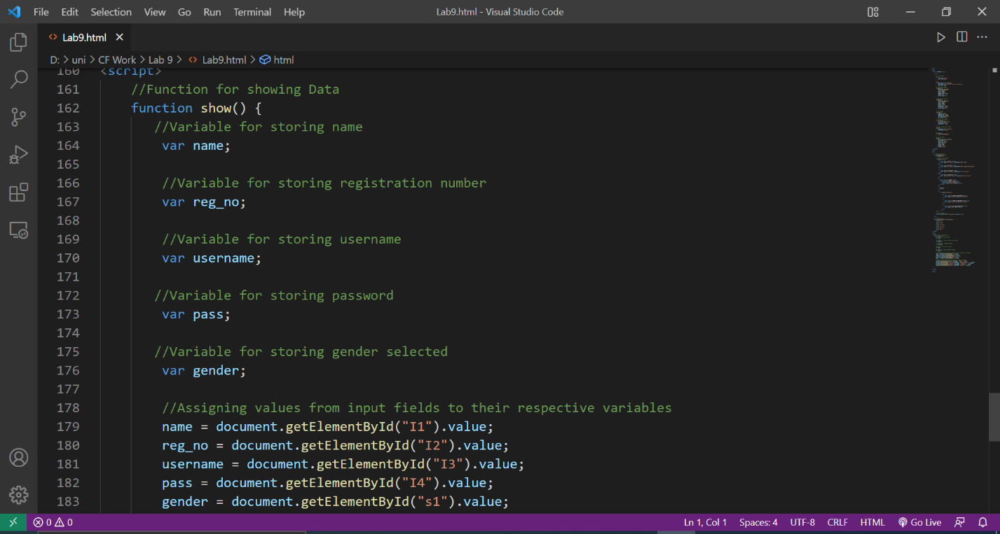 File Edit Selection View Go Run Terminal Help
Lab9.html - Visual Studio Code
Lab9.html
D: > uni > CF Work > Lab 9 > Lab9.html > html
160 <script>
161 //Function for showing Data
162 function show() {
163 //Variable for storing name
164 var name;
165
166 //Variable for storing registration number
167 var reg_no;
168
169 //Variable for storing username
170 var username;
171
172 //Variable for storing password
173 var pass;
174
175 //Variable for storing gender selected
176 var gender;
177
178 //Assigning values from input fields to their respective variables
179 name = document.getElementById("I1").value;
180 reg_no = document.getElementById("I2").value;
181 username = document.getElementById("I3").value;
182 pass = document.getElementById("I4").value;
183 gender = document.getElementById("s1").value;
0 0 Ln 1, Col 1 Spaces: 4 UTF-8 CRLF HTML Go Live